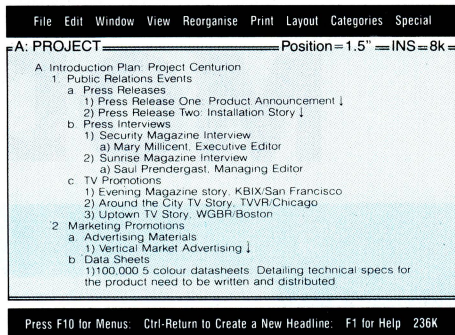 File Edit Window View Reorganise Print Layout Categories Special
A: PROJECT Position=1.5" INS=8k
A Introduction Plan: Project Centurion
1. Public Relations Events
a. Press Releases
1) Press Release One: Product Announcement ↓
2) Press Release Two: Installation Story ↓
b. Press Interviews
1) Security Magazine Interview
a) Mary Millicent, Executive Editor
2) Sunrise Magazine Interview
a) Saul Prendergast, Managing Editor
c. TV Promotions
1) Evening Magazine story, KBIX/San Francisco
2) Around the City TV Story, TVVR/Chicago
3) Uptown TV Story, WGBR/Boston
2. Marketing Promotions
a. Advertising Materials
1) Vertical Market Advertising ↓
b. Data Sheets
1)100,000 5 colour datasheets. Detailing technical specs for
the product need to be written and distributed
Press F10 for Menus: Ctrl-Return to Create a New Headline: F1 for Help 236K